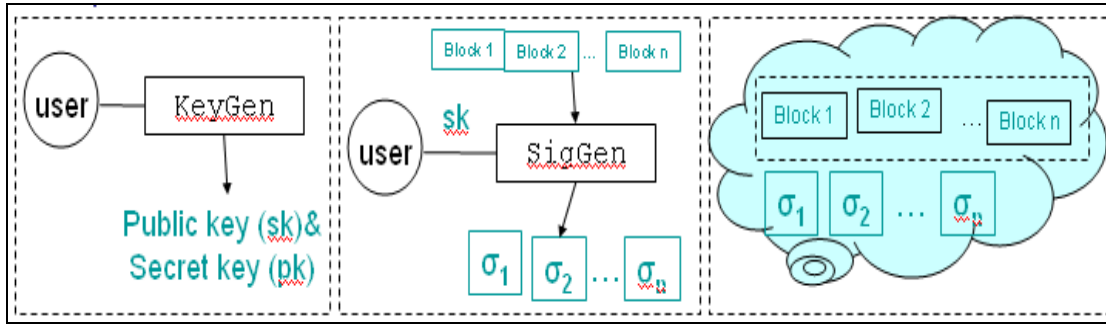 user
KeyGen
Public key (sk)&
Secret key (pk)
Block 1 Block 2 ... Block n
sk
user
SigGen
σ1 σ2 ... σn
Block 1 Block 2 ... Block n
σ1 σ2 ... σn